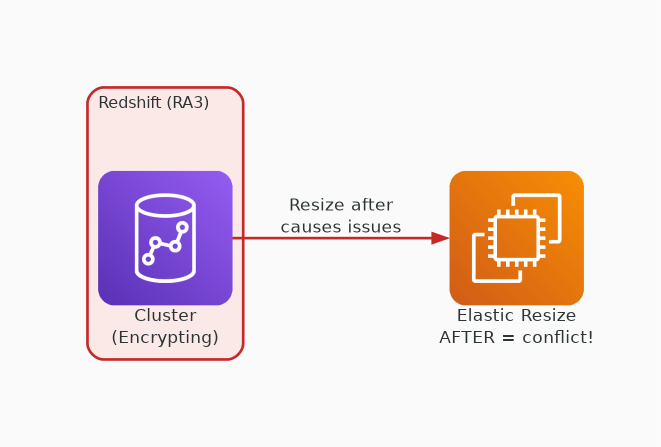 Redshift (RA3)
Resize after
causes issues
Cluster
(Encrypting)
Elastic Resize
AFTER = conflict!